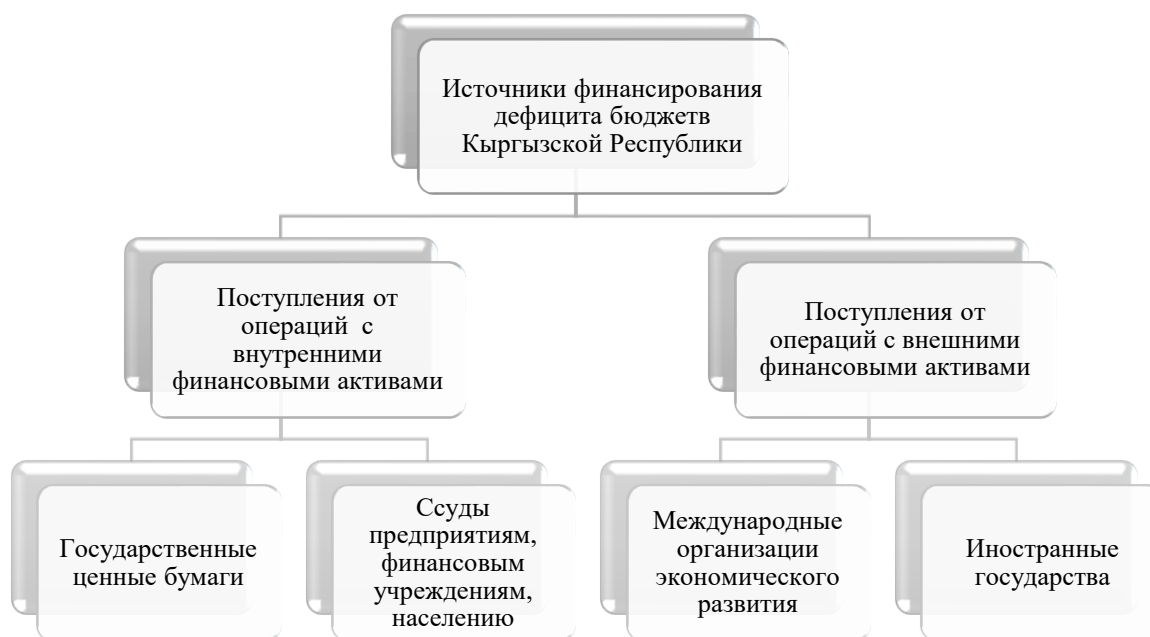 Источники финансирования
дефицита бюджетв
Кыргызской Республики
Поступления от
операций с
внутренними
финансовыми активами
Поступления от
операций с внешними
финансовыми активами
Государственные
ценные бумаги
Ссуды
предприятиям,
финансовым
учреждениям,
населению
Международные
организации
экономического
развития
Иностранные
государства